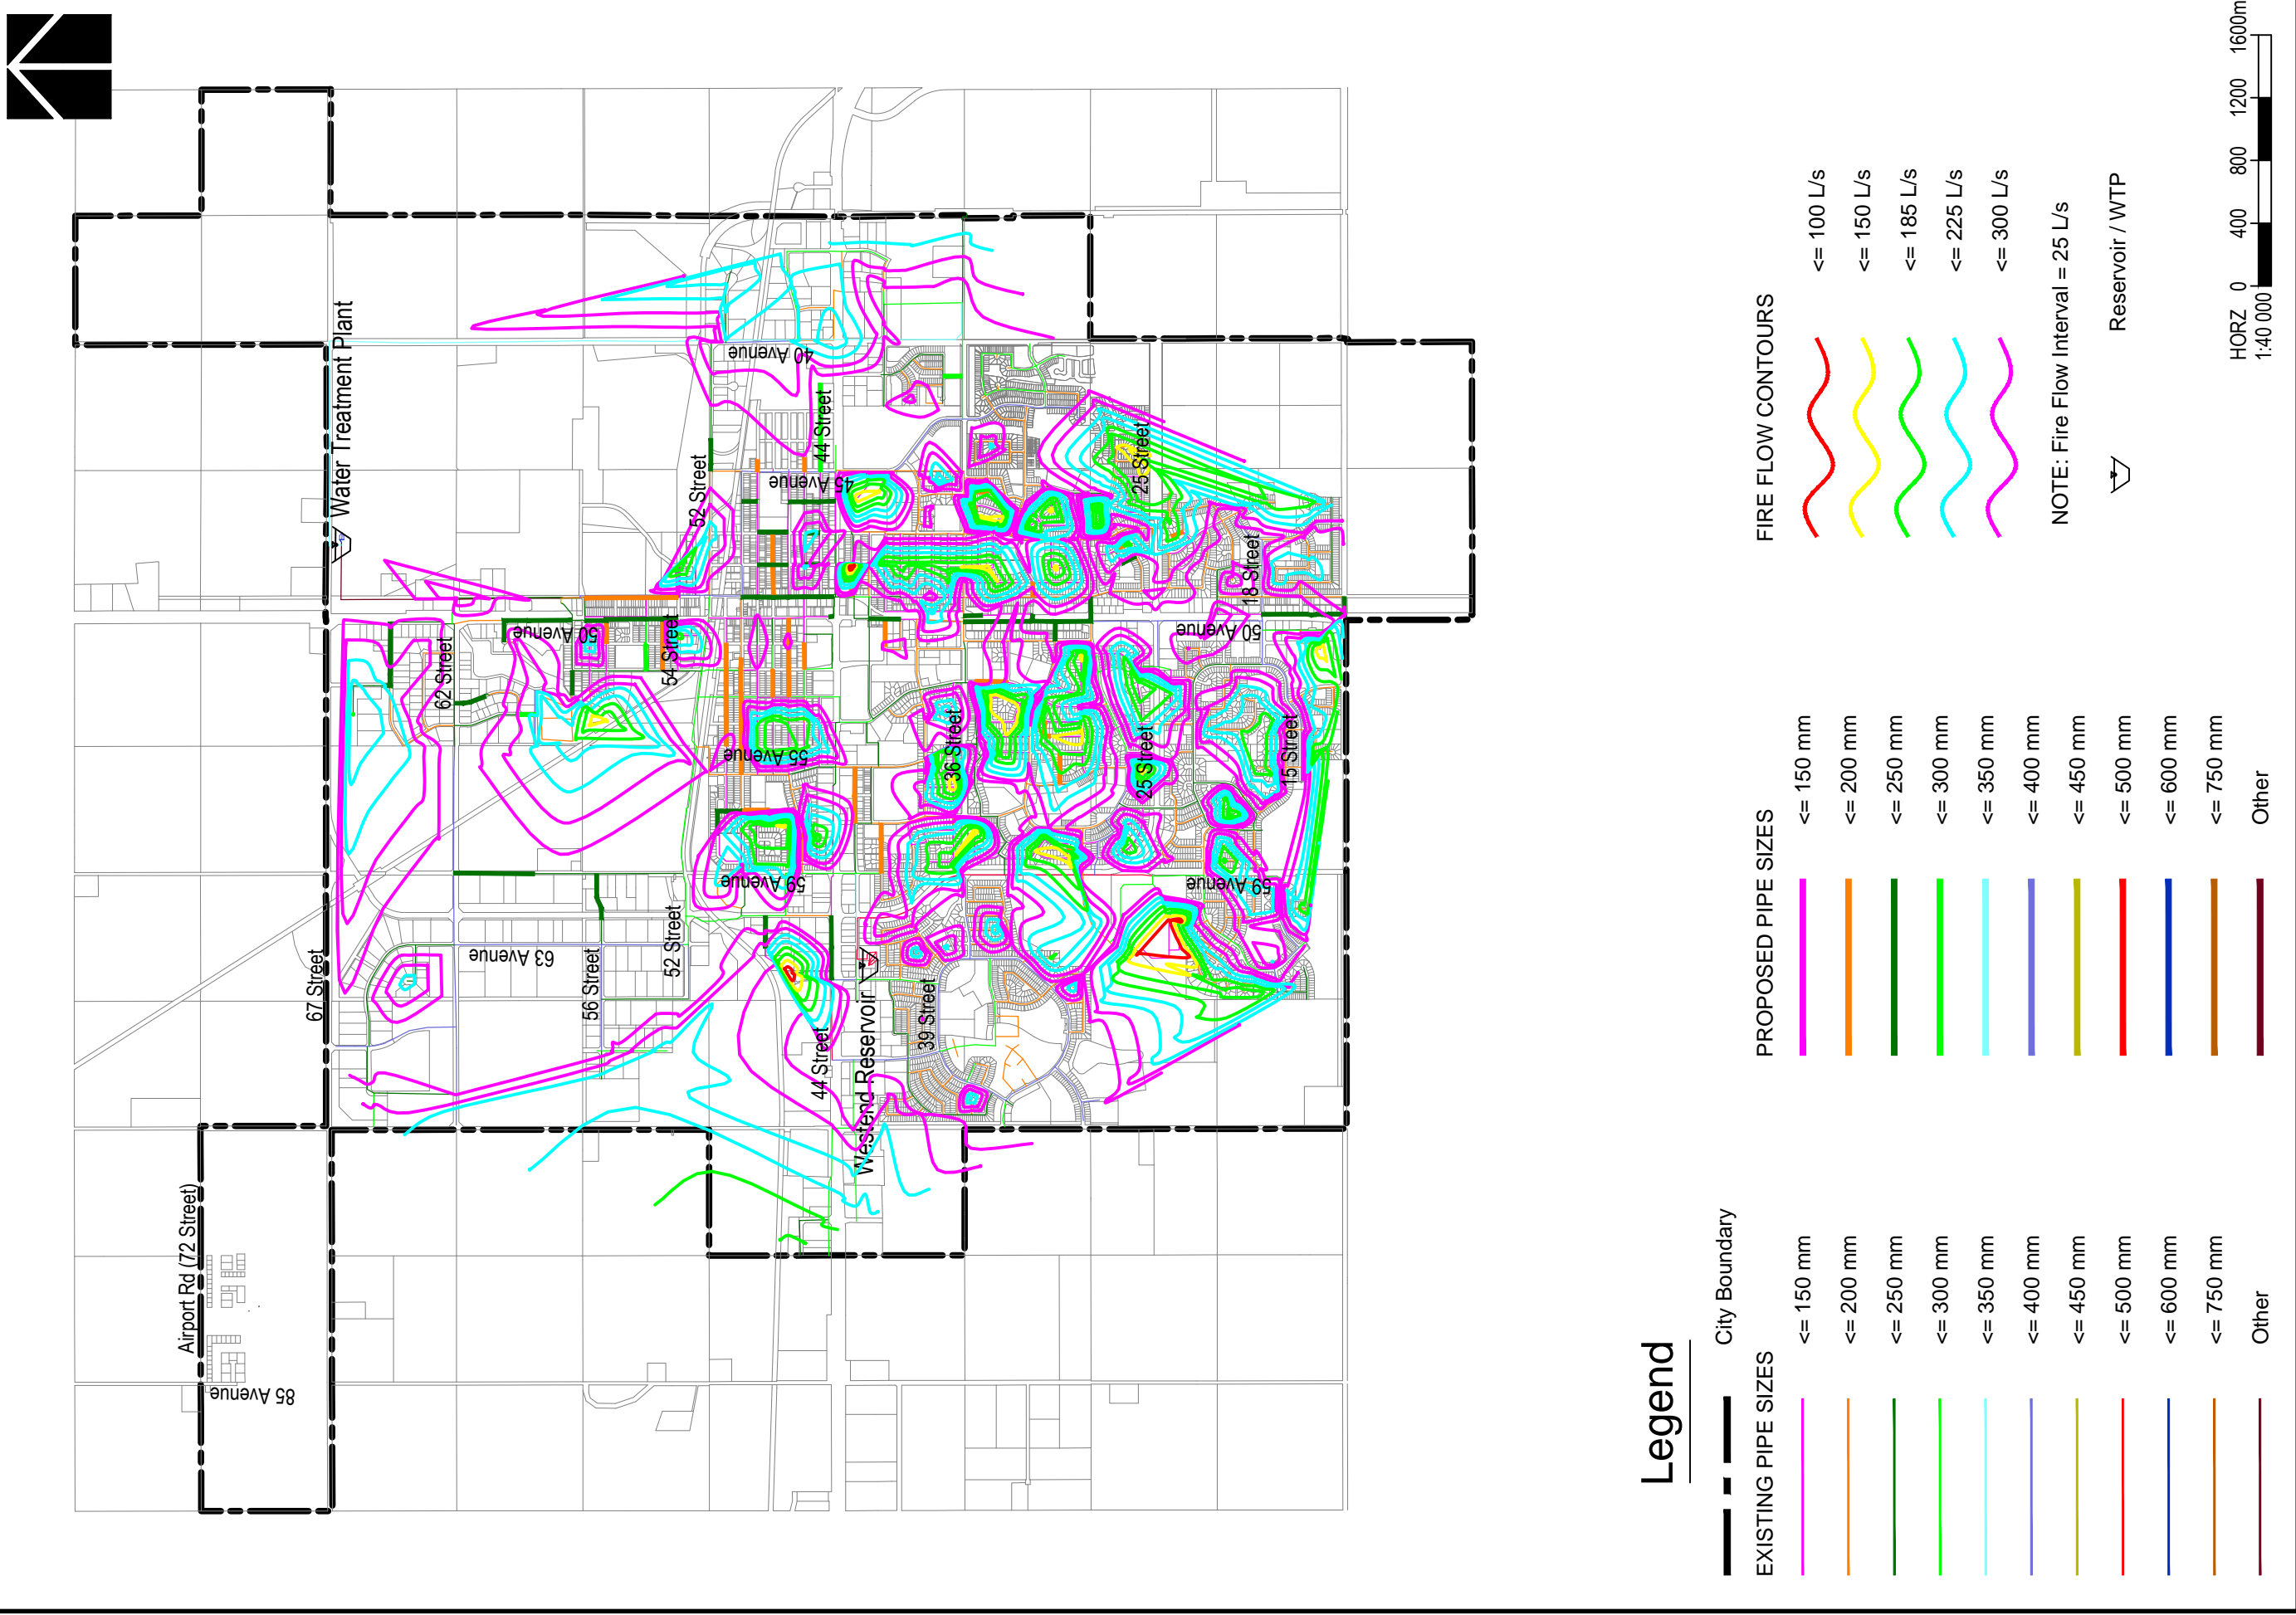 Airport Rd (72 Street)
85 Avenue
67 Street
Water Treatment Plant
62 Street
63 Avenue
50 Avenue
56 Street
54 Street
52 Street
52 Street
40 Avenue
45 Avenue
44 Street
55 Avenue
59 Avenue
44 Street
Westend Reservoir
39 Street
36 Street
25 Street
25 Street
50 Avenue
18 Street
59 Avenue
15 Street
Legend
City Boundary
EXISTING PIPE SIZES
<= 150 mm
<= 200 mm
<= 250 mm
<= 300 mm
<= 350 mm
<= 400 mm
<= 450 mm
<= 500 mm
<= 600 mm
<= 750 mm
Other
PROPOSED PIPE SIZES
<= 150 mm
<= 200 mm
<= 250 mm
<= 300 mm
<= 350 mm
<= 400 mm
<= 450 mm
<= 500 mm
<= 600 mm
<= 750 mm
Other
FIRE FLOW CONTOURS
<= 100 L/s
<= 150 L/s
<= 185 L/s
<= 225 L/s
<= 300 L/s
NOTE: Fire Flow Interval = 25 L/s
Reservoir / WTP
HORZ 0 400 800 1200 1600m
1:40 000